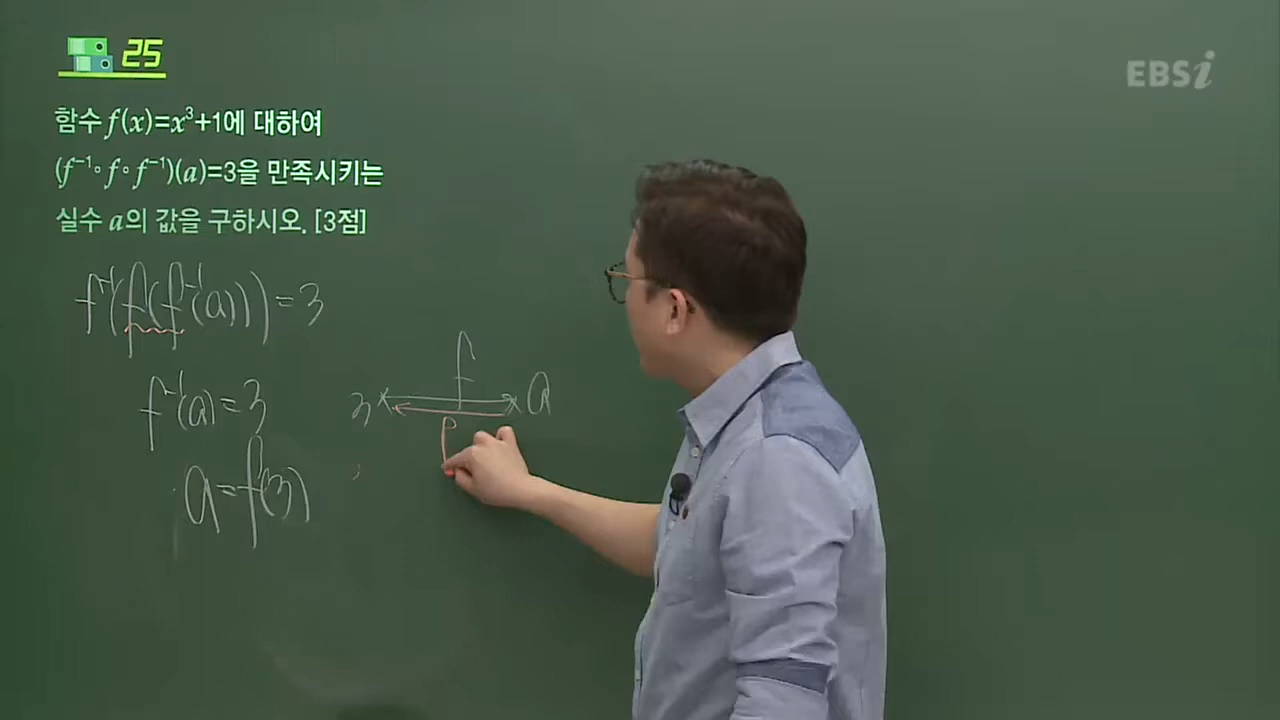 25
EBSi
함수 f(x)=x³+1에 대하여
(f⁻¹∘f∘f⁻¹)(a)=3을 만족시키는
실수 a의 값을 구하시오. [3점]
f⁻¹(f(f⁻¹(a)))=3
f⁻¹(a)=3
a=f(3)
f
3 a